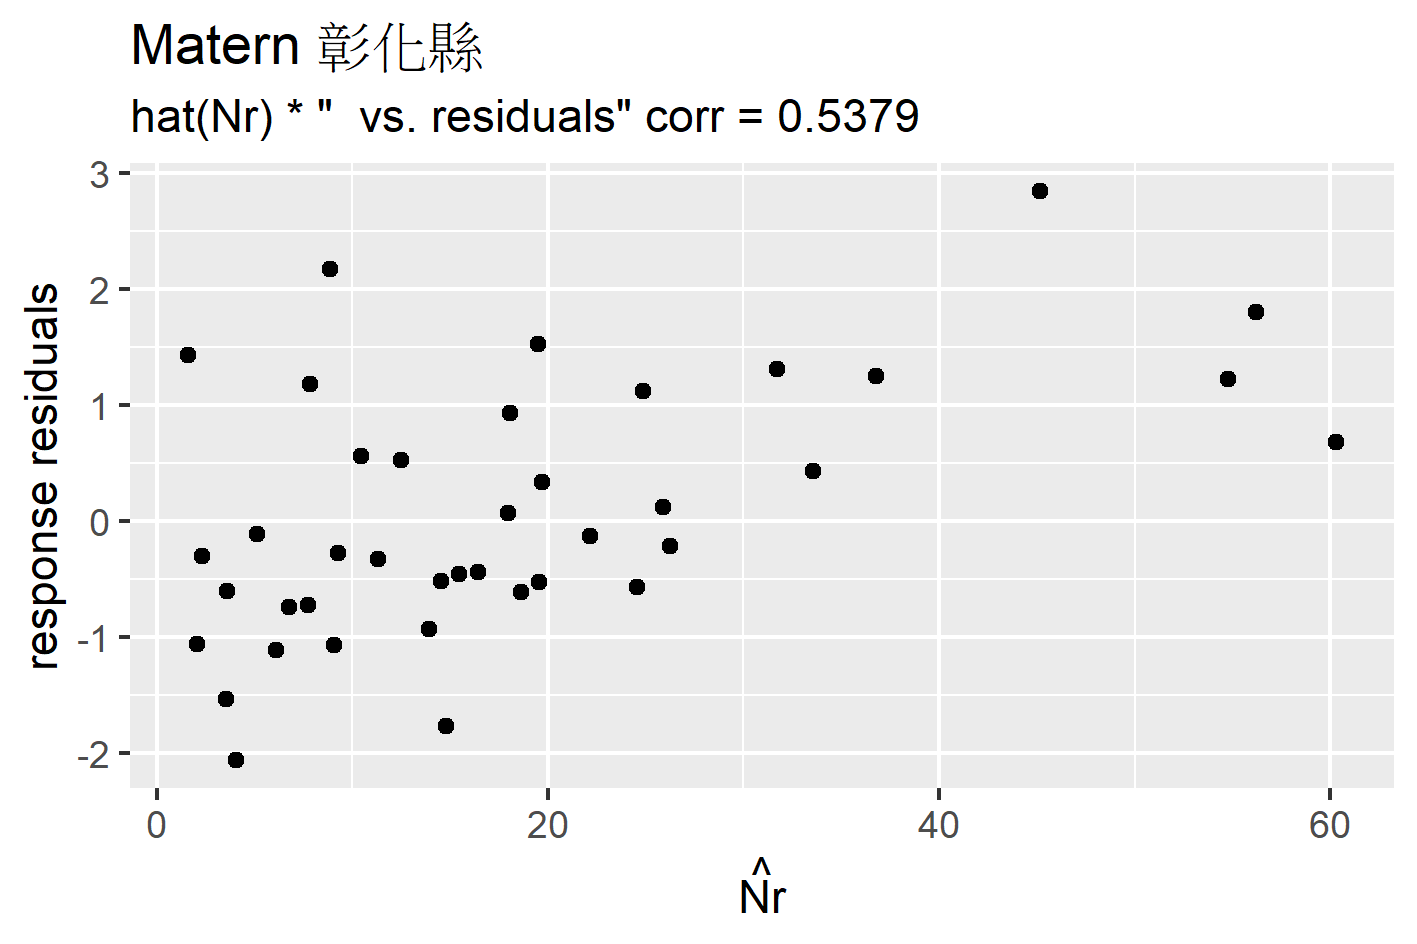 Matern 彰化縣
hat(Nr) * "  vs. residuals" corr = 0.5379
response residuals
3
2
1
0
-1
-2
0 20 40 60
^
Nr